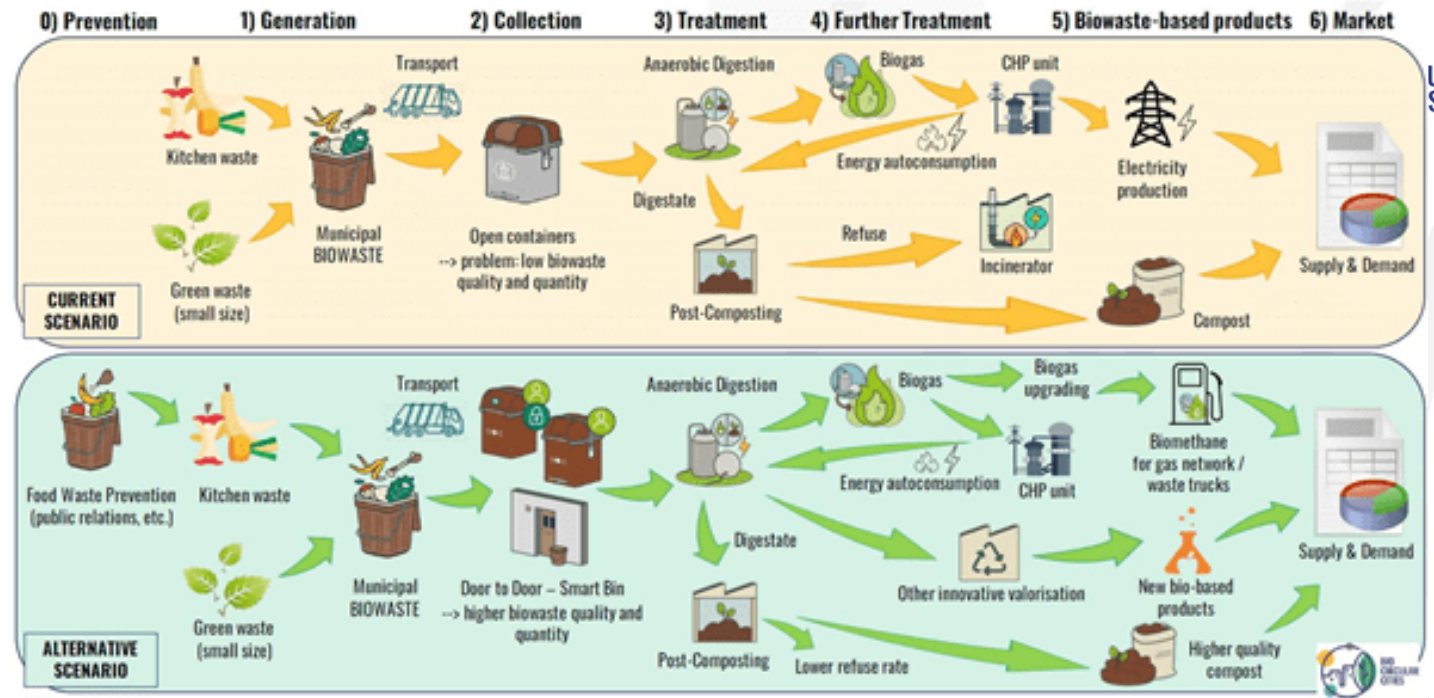 0) Prevention
1) Generation
2) Collection
3) Treatment
4) Further Treatment
5) Biowaste-based products
6) Market
Kitchen waste
Green waste
(small size)
CURRENT
SCENARIO
Municipal
BIOWASTE
Transport
Open containers
--> problem: low biowaste
quality and quantity
Anaerobic Digestion
Digestate
Post-Composting
Biogas
Energy autoconsumption
Refuse
CHP unit
Incinerator
Electricity
production
Compost
Supply & Demand
Food Waste Prevention
(public relations, etc.)
Kitchen waste
Green waste
(small size)
ALTERNATIVE
SCENARIO
Municipal
BIOWASTE
Transport
Door to Door – Smart Bin
--> higher biowaste quality and
quantity
Anaerobic Digestion
Digestate
Post-Composting
Lower refuse rate
Biogas
Energy autoconsumption
Biogas
upgrading
CHP unit
Other innovative valorisation
Biomethane
for gas network /
waste trucks
New bio-based
products
Higher quality
compost
Supply & Demand
BIO
CIRCULAR
CITIES